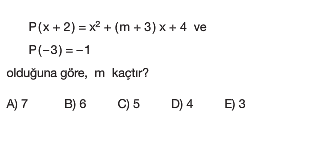 P(x + 2) = x² + (m + 3) x + 4 ve
P(−3) = −1
olduğuna göre, m kaçtır?
A) 7 B) 6 C) 5 D) 4 E) 3